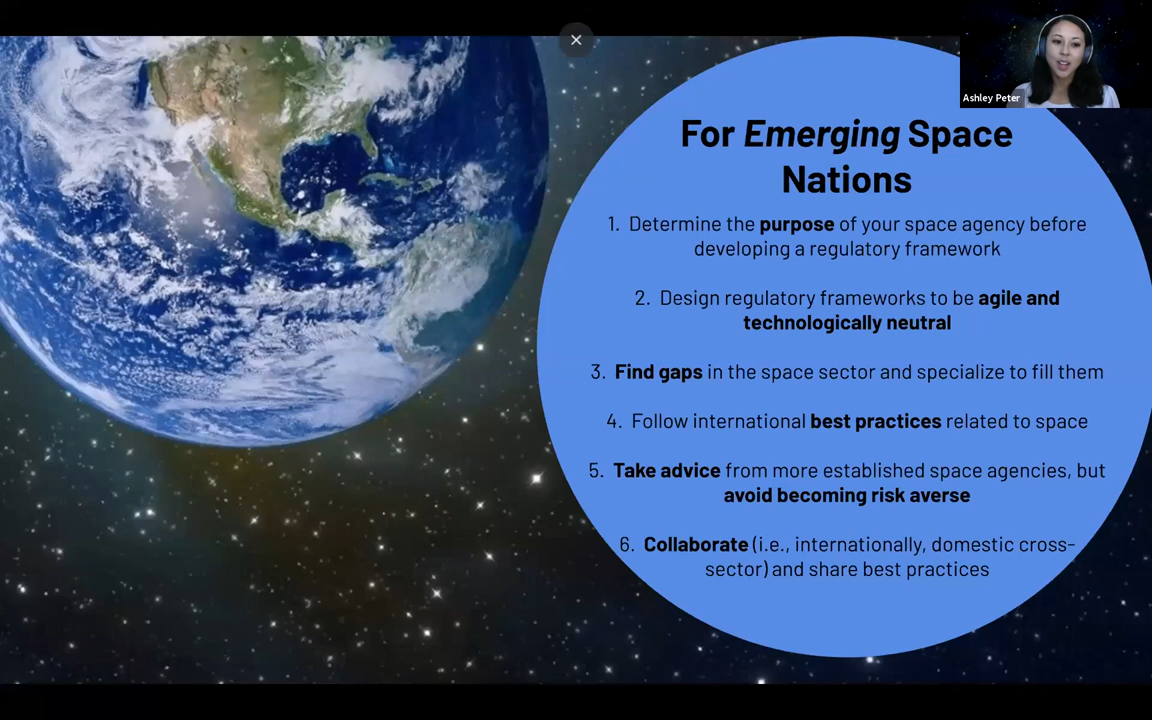 Ashley Peter
For Emerging Space
Nations
1. Determine the purpose of your space agency before
developing a regulatory framework
2. Design regulatory frameworks to be agile and
technologically neutral
3. Find gaps in the space sector and specialize to fill them
4. Follow international best practices related to space
5. Take advice from more established space agencies, but
avoid becoming risk averse
6. Collaborate (i.e., internationally, domestic cross-
sector) and share best practices